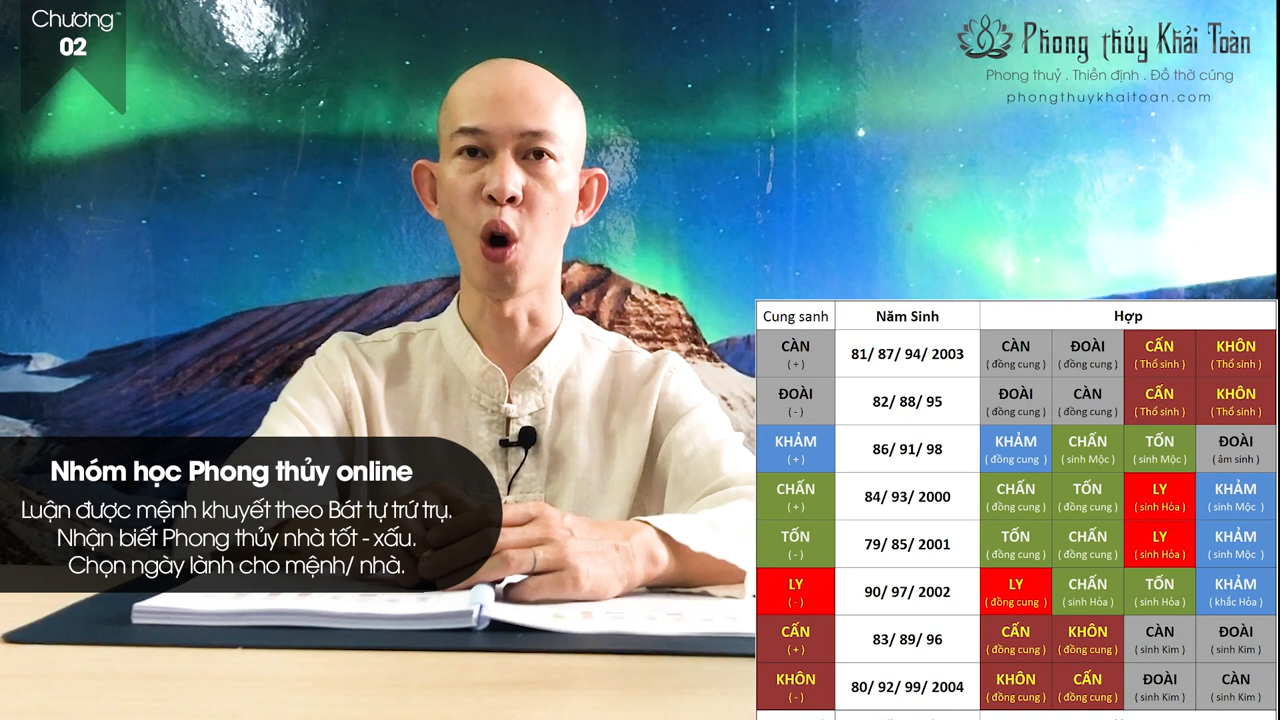 Chương
02
Phong thủy Khải Toàn
Phong thuỷ . Thiền định . Đồ thờ cúng
phongthuykhaitoan.com
Nhóm học Phong thủy online
Luận được mệnh khuyết theo Bát tự trứ trụ.
Nhận biết Phong thủy nhà tốt - xấu.
Chọn ngày lành cho mệnh/ nhà.
Cung sanh Năm Sinh Hợp
CÀN 81/ 87/ 94/ 2003 CÀN ĐOÀI CẤN KHÔN
( + ) ( đồng cung ) ( đồng cung ) ( Thổ sinh ) ( Thổ sinh )
ĐOÀI 82/ 88/ 95 ĐOÀI CÀN CẤN KHÔN
( - ) ( đồng cung ) ( đồng cung ) ( Thổ sinh ) ( Thổ sinh )
KHẢM 86/ 91/ 98 KHẢM CHẤN TỐN ĐOÀI
( + ) ( đồng cung ) ( sinh Mộc ) ( sinh Mộc ) ( âm sinh )
CHẤN 84/ 93/ 2000 CHẤN TỐN LY KHẢM
( + ) ( đồng cung ) ( đồng cung ) ( sinh Hỏa ) ( sinh Mộc )
TỐN 79/ 85/ 2001 TỐN CHẤN LY KHẢM
( - ) ( đồng cung ) ( đồng cung ) ( sinh Hỏa ) ( sinh Mộc )
LY 90/ 97/ 2002 LY CHẤN TỐN KHẢM
( - ) ( đồng cung ) ( sinh Hỏa ) ( sinh Hỏa ) ( khắc Hỏa )
CẤN 83/ 89/ 96 CẤN KHÔN CÀN ĐOÀI
( + ) ( đồng cung ) ( đồng cung ) ( sinh Kim ) ( sinh Kim )
KHÔN 80/ 92/ 99/ 2004 KHÔN CẤN ĐOÀI CÀN
( - ) ( đồng cung ) ( đồng cung ) ( sinh Kim ) ( sinh Kim )